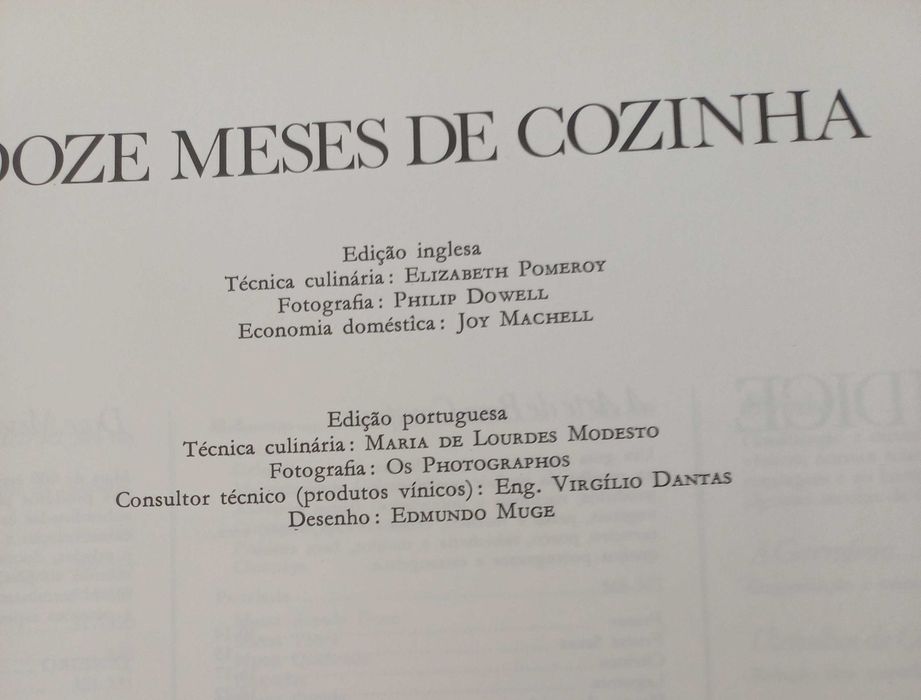 DOZE MESES DE COZINHA
Edição inglesa
Técnica culinária: ELIZABETH POMEROY
Fotografia: PHILIP DOWELL
Economia doméstica: JOY MACHELL
Edição portuguesa
Técnica culinária: MARIA DE LOURDES MODESTO
Fotografia: OS PHOTOGRAPHOS
Consultor técnico (produtos vínicos): Eng. VIRGÍLIO DANTAS
Desenho: EDMUNDO MUGE